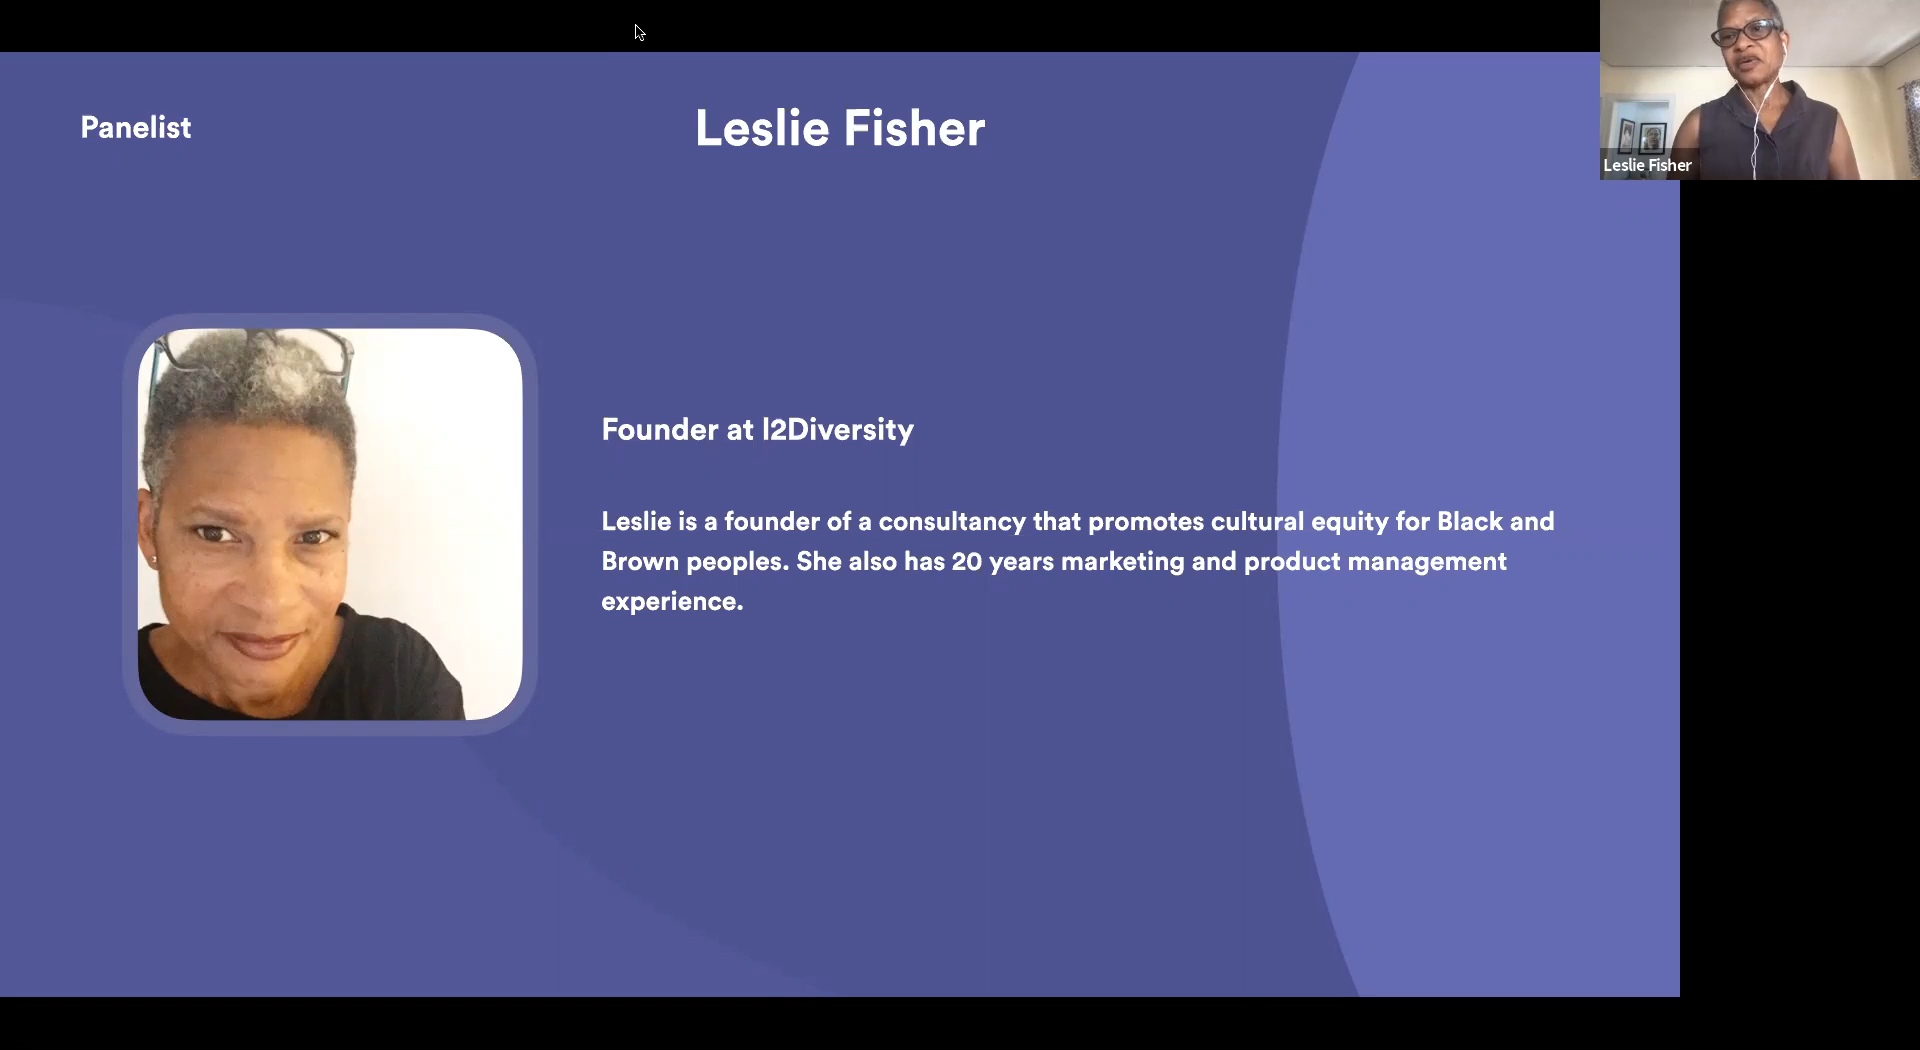 Panelist
Leslie Fisher
Leslie Fisher
Founder at I2Diversity
Leslie is a founder of a consultancy that promotes cultural equity for Black and
Brown peoples. She also has 20 years marketing and product management
experience.